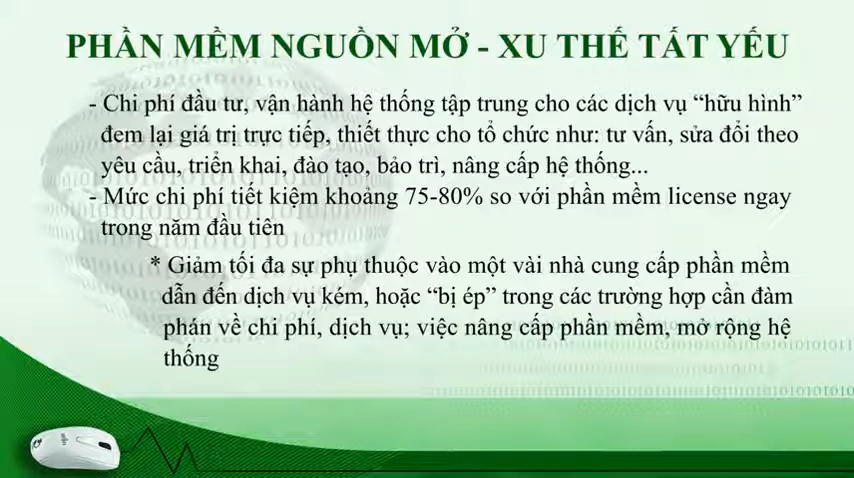 PHẦN MỀM NGUỒN MỞ - XU THẾ TẤT YẾU
- Chi phí đầu tư, vận hành hệ thống tập trung cho các dịch vụ “hữu hình”
đem lại giá trị trực tiếp, thiết thực cho tổ chức như: tư vấn, sửa đổi theo
yêu cầu, triển khai, đào tạo, bảo trì, nâng cấp hệ thống...
- Mức chi phí tiết kiệm khoảng 75-80% so với phần mềm license ngay
trong năm đầu tiên
* Giảm tối đa sự phụ thuộc vào một vài nhà cung cấp phần mềm
dẫn đến dịch vụ kém, hoặc “bị ép” trong các trường hợp cần đàm
phán về chi phí, dịch vụ; việc nâng cấp phần mềm, mở rộng hệ
thống